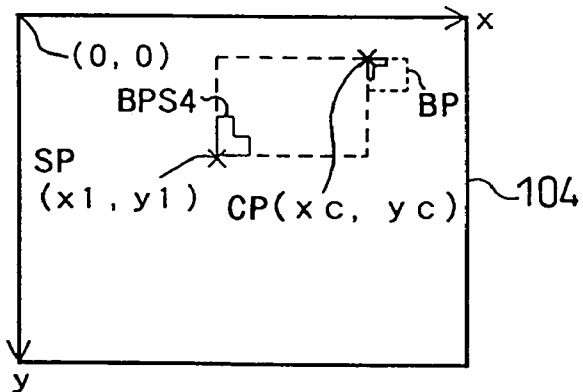 x
(0,0)
BPS4
BP
SP
(x1,y1)
CP(xc, yc)
104
y